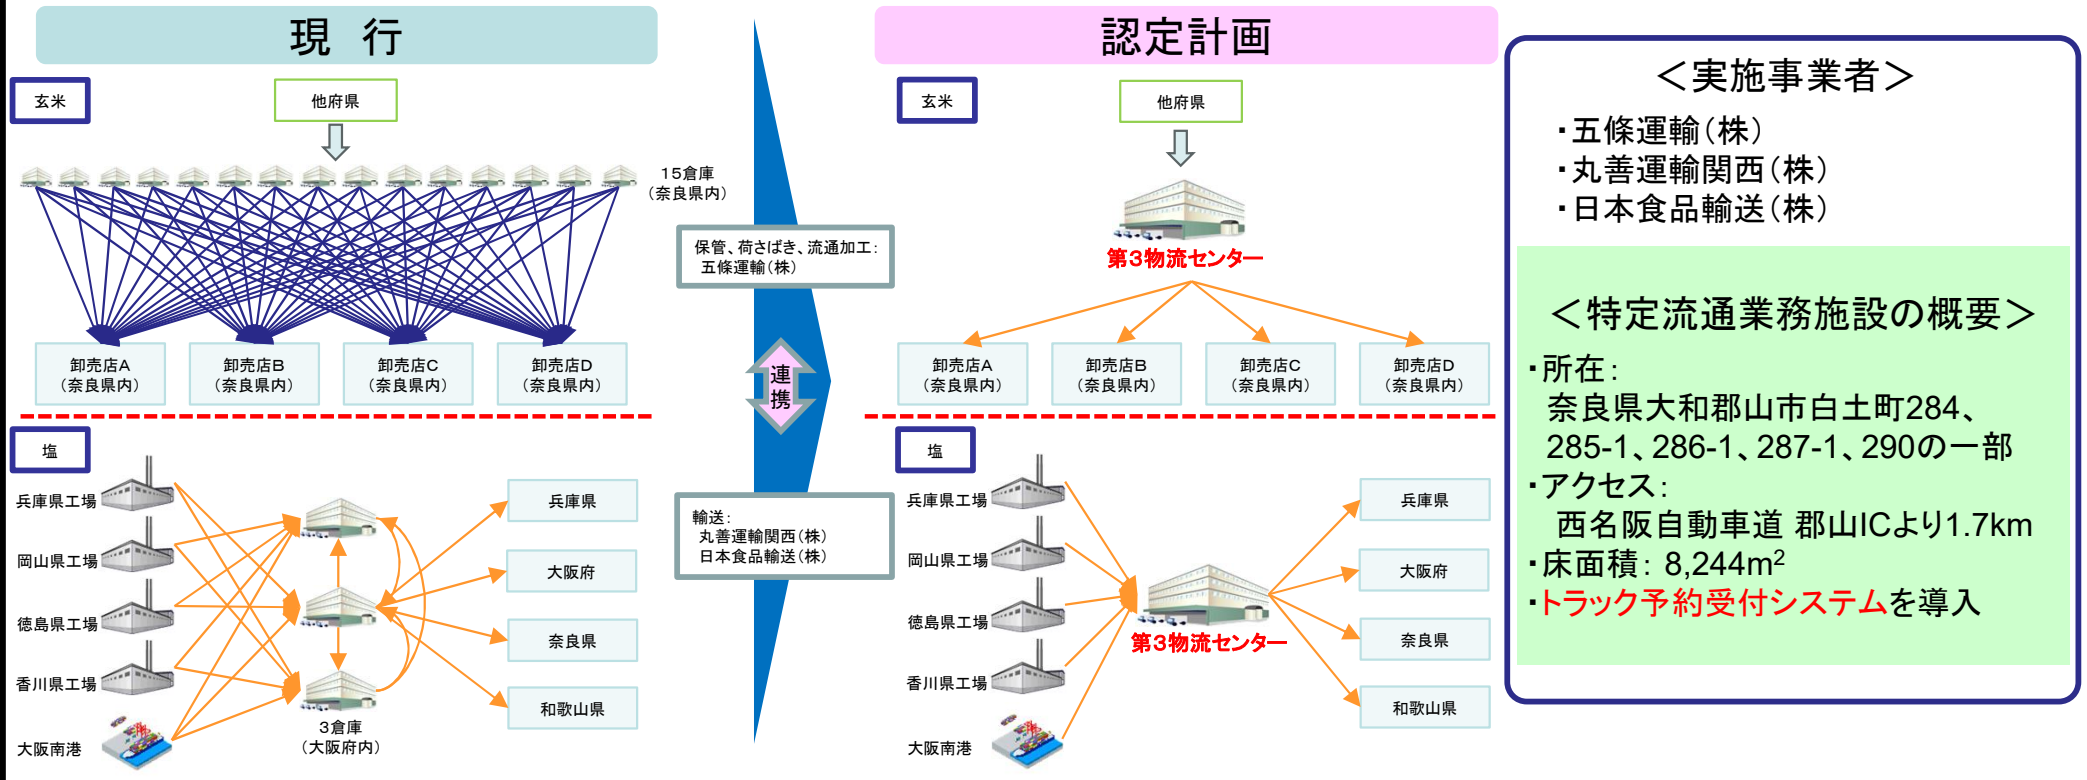 現 行
玄米
他府県
15倉庫
(奈良県内)
卸売店A
(奈良県内)
卸売店B
(奈良県内)
卸売店C
(奈良県内)
卸売店D
(奈良県内)
塩
兵庫県工場
岡山県工場
徳島県工場
香川県工場
大阪南港
3倉庫
(大阪府内)
兵庫県
大阪府
奈良県
和歌山県
保管、荷さばき、流通加工:
五條運輸(株)
連
携
輸送:
丸善運輸関西(株)
日本食品輸送(株)
認定計画
玄米
他府県
第3物流センター
卸売店A
(奈良県内)
卸売店B
(奈良県内)
卸売店C
(奈良県内)
卸売店D
(奈良県内)
塩
兵庫県工場
岡山県工場
徳島県工場
香川県工場
大阪南港
第3物流センター
兵庫県
大阪府
奈良県
和歌山県
<実施事業者>
・五條運輸(株)
・丸善運輸関西(株)
・日本食品輸送(株)
<特定流通業務施設の概要>
・所在:
奈良県大和郡山市白土町284、
285-1、286-1、287-1、290の一部
・アクセス:
西名阪自動車道 郡山ICより1.7km
・床面積: 8,244m²
・トラック予約受付システムを導入